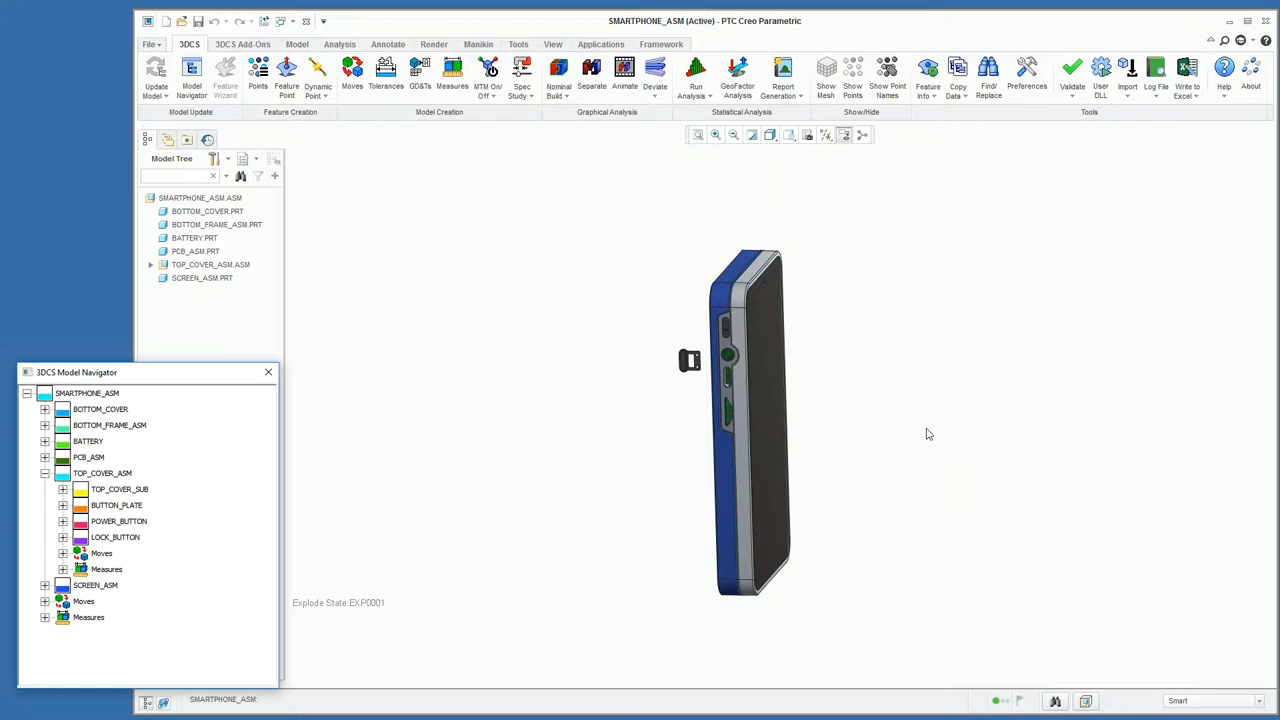 SMARTPHONE_ASM (Active) - PTC Creo Parametric
File 3DCS 3DCS Add-Ons Model Analysis Annotate Render Manikin Tools View Applications Framework
Update Model Model Navigator Feature Wizard Points Feature Point Dynamic Point Moves Tolerances GD&Ts Measures MTM On/Off Spec Study Nominal Build Separate Animate Deviate Run Analysis GeoFactor Analysis Report Generation Show Mesh Show Points Show Point Names Feature Info Copy Data Find/Replace Preferences Validate User DLL Import Log File Write to Excel Help About
Model Update Feature Creation Model Creation Graphical Analysis Statistical Analysis Show/Hide Tools
Model Tree
SMARTPHONE_ASM.ASM
BOTTOM_COVER.PRT
BOTTOM_FRAME_ASM.PRT
BATTERY.PRT
PCB_ASM.PRT
TOP_COVER_ASM.ASM
SCREEN_ASM.PRT
3DCS Model Navigator
SMARTPHONE_ASM
BOTTOM_COVER
BOTTOM_FRAME_ASM
BATTERY
PCB_ASM
TOP_COVER_ASM
TOP_COVER_SUB
BUTTON_PLATE
POWER_BUTTON
LOCK_BUTTON
Moves
Measures
SCREEN_ASM
Moves
Measures
Explode State:EXP0001
SMARTPHONE_ASM:
Smart